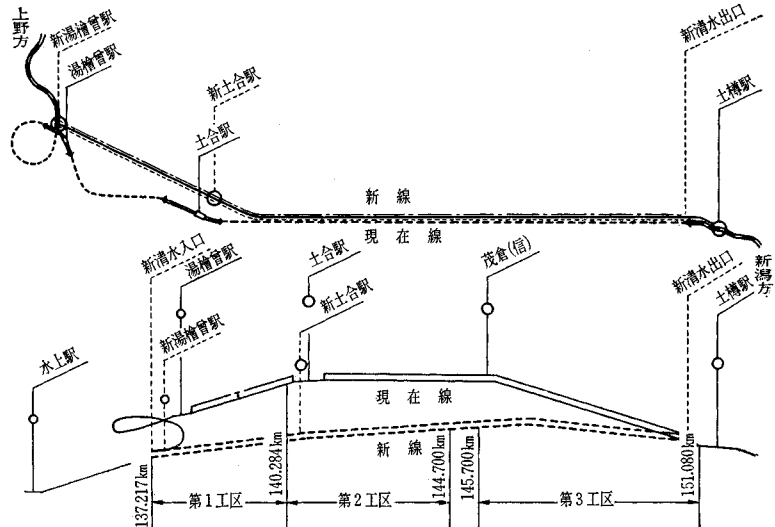 上野方
新湯檜曾駅
湯檜曾駅
新土合駅
土合駅
新清水出口
土樽駅
新線
現在線
新潟方
新清水入口
湯檜曾駅
新湯檜曾駅
土合駅
新土合駅
茂倉(信)
新清水出口
土樽駅
水上駅
現在線
新線
137.217km
140.284km
144.700km
145.700km
151.080km
第1工区
第2工区
第3工区